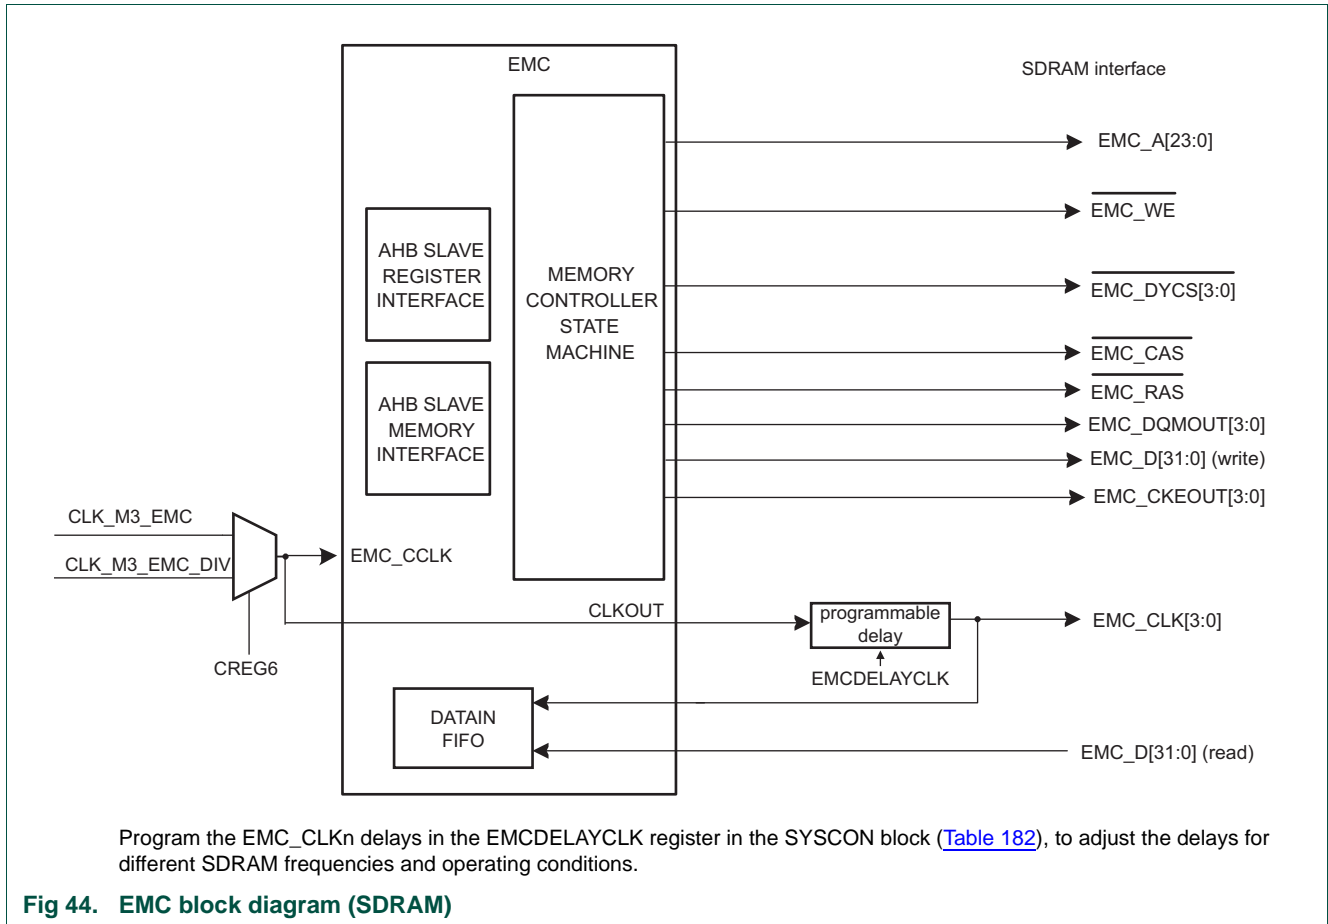 EMC
SDRAM interface
EMC_A[23:0]
EMC_WE
EMC_DYCS[3:0]
EMC_CAS
EMC_RAS
EMC_DQMOUT[3:0]
EMC_D[31:0] (write)
EMC_CKEOUT[3:0]
AHB SLAVE
REGISTER
INTERFACE
MEMORY
CONTROLLER
STATE
MACHINE
AHB SLAVE
MEMORY
INTERFACE
CLK_M3_EMC
CLK_M3_EMC_DIV
EMC_CCLK
CREG6
CLKOUT
programmable
delay
EMC_CLK[3:0]
EMCDELAYCLK
DATAIN
FIFO
EMC_D[31:0] (read)
Program the EMC_CLKn delays in the EMCDELAYCLK register in the SYSCON block (Table 182), to adjust the delays for
different SDRAM frequencies and operating conditions.
Fig 44. EMC block diagram (SDRAM)